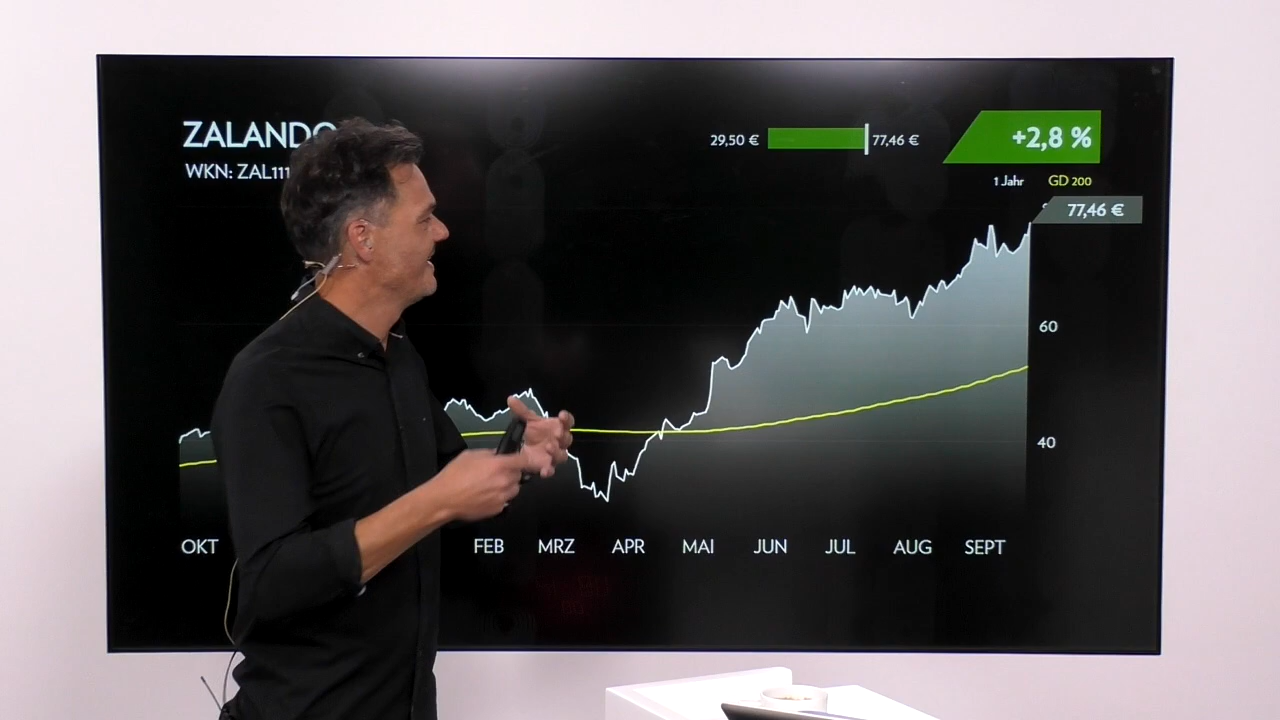 ZALANDO
WKN: ZAL111
29,50 € 77,46 €
+2,8 %
1 Jahr GD 200
77,46 €
60
40
OKT FEB MRZ APR MAI JUN JUL AUG SEPT